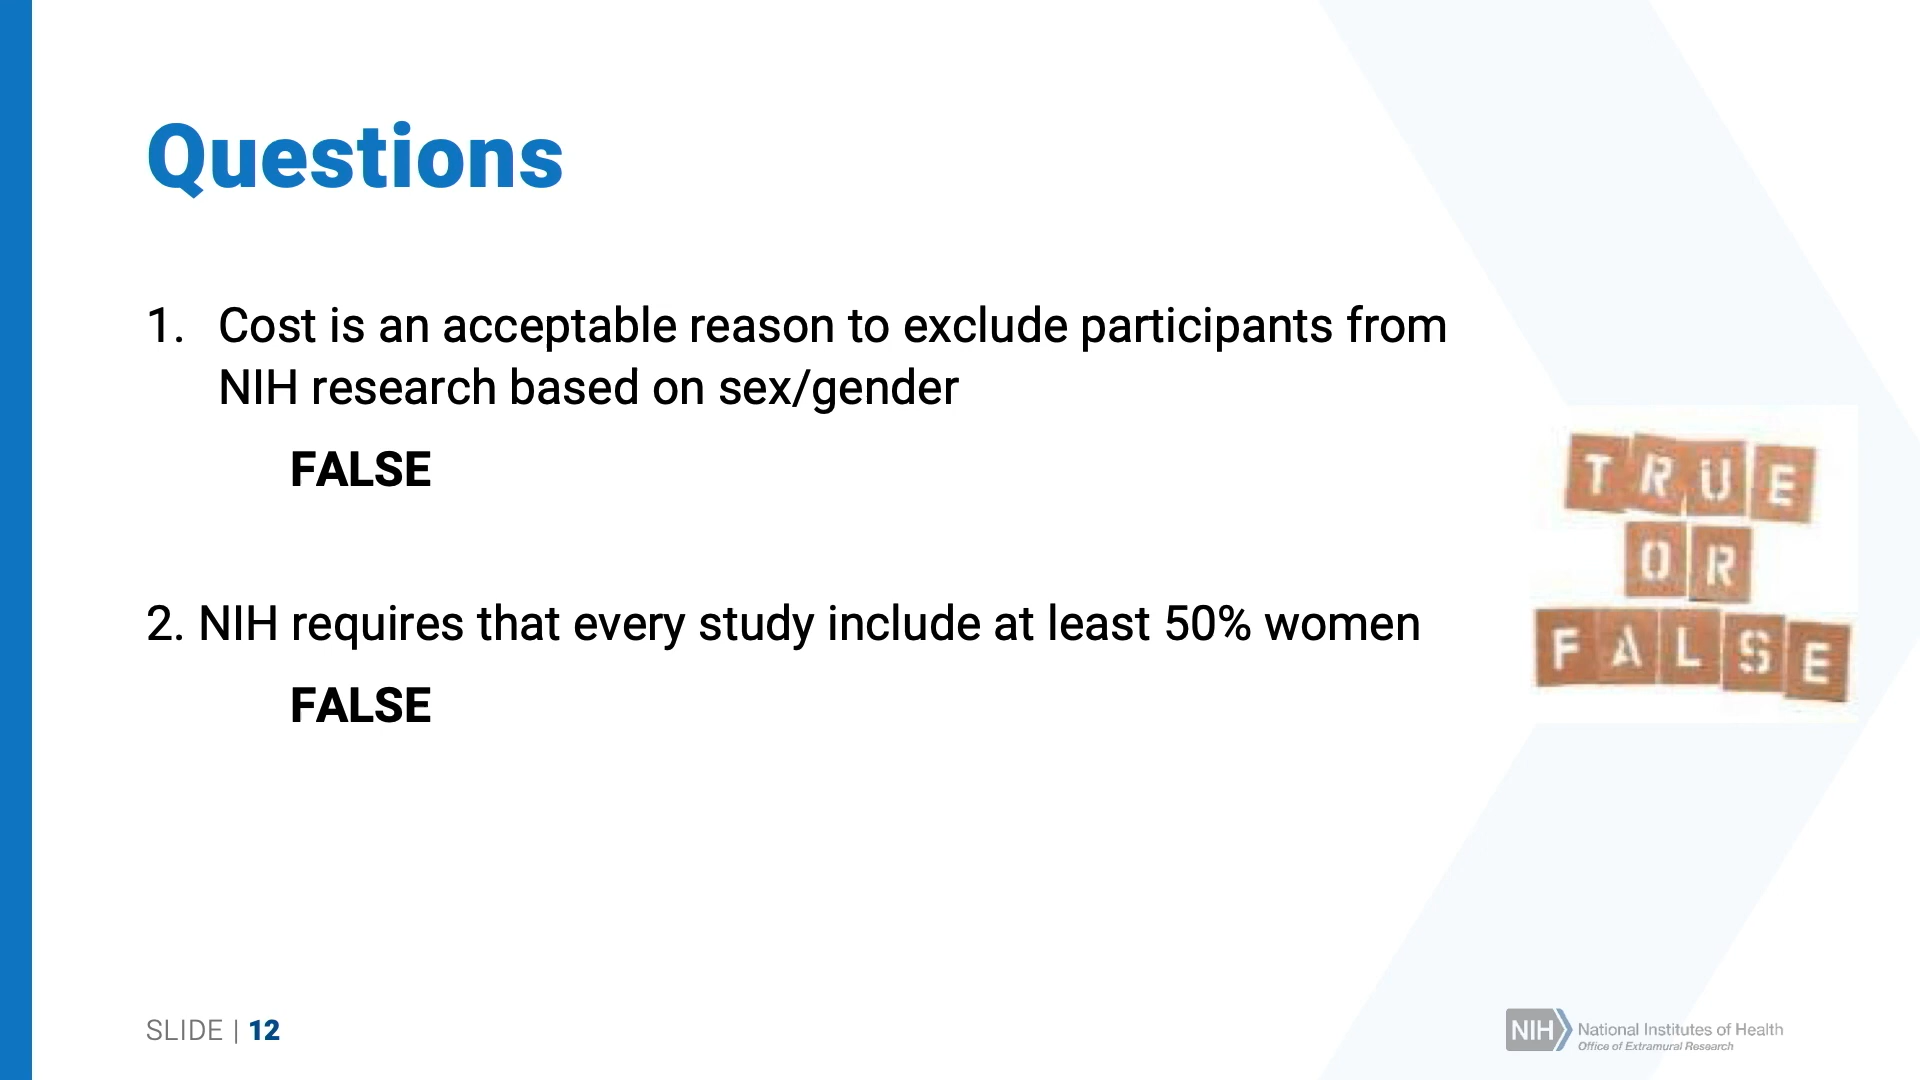 Questions
1. Cost is an acceptable reason to exclude participants from
NIH research based on sex/gender
FALSE
2. NIH requires that every study include at least 50% women
FALSE
TRUE
OR
FALSE
SLIDE | 12
NIH National Institutes of Health
Office of Extramural Research